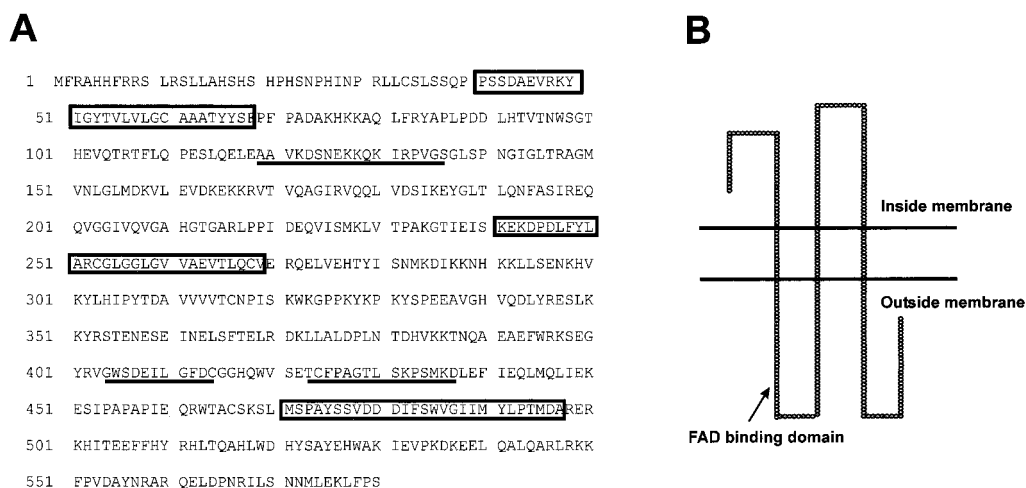 A
1 MFRAHHFRRS LRSLLAHSHS HPHSNPHINP RLLCSLSSQP PSSDAEVRKY
51 IGYTVLVLGC AAATYYSFPF PADAKHKKAQ LFRYAPLPDD LHTVTNWSGT
101 HEVQTRTFLQ PESLQELEAA VKDSNEKKQK IRPVGSGLSP NGIGLTRAGM
151 VNLGLMDKVL EVDKEKKRVT VQAGIRVQQL VDSIKEYGLT LQNFASIREQ
201 QVGGIVQVGA HGTGARLPPI DEQVISMKLV TPAKGTIEIS KEKDPDLFYL
251 ARCGLGGLGV VAEVTLQCVE RQELVEHTYI SNMKDIKKNH KKLLSENKHV
301 KYLHIPYTDA VVVVTCNPIS KWKGPPKYKP KYSPEEAVGH VQDLYRESLK
351 KYRSTENESE INELSFTELR DKLLALDPLN TDHVKKTNQA EAEFWRKSEG
401 YRVGWSDEIL GFDCGGHQWV SETCFPAGTL SKPSMKDLEF IEQLMQLIEK
451 ESIPAPAPIE QRWTACSKSL MSPAYSSVDD DIFSWVGIIM YLPTMDARER
501 KHITEEFFHY RHLTQAHLWD HYSAYEHWAK IEVPKDKEEL QALQARLRKK
551 FPVDAYNRAR QELDPNRILS NNMLEKLFPS
B
Inside membrane
Outside membrane
FAD binding domain